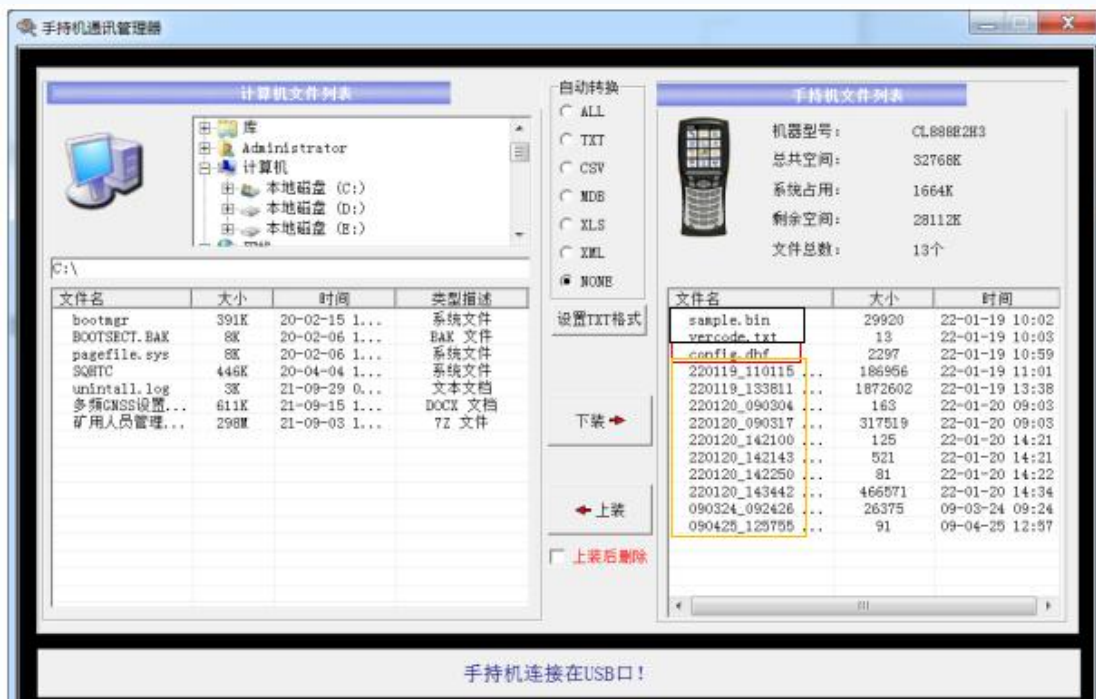 手持机通讯管理器
计算机文件列表
库
Administrator
计算机
本地磁盘 (C:)
本地磁盘 (D:)
本地磁盘 (E:)
C:\
文件名 大小 时间 类型描述
bootmgr 391K 20-02-15 1... 系统文件
BOOTSECT.BAK 8K 20-02-06 1... BAK 文件
pagefile.sys 8K 20-02-06 1... 系统文件
SQHTC 446K 20-04-04 1... 系统文件
unintall.log 3K 21-09-29 0... 文本文档
多频GNSS设置... 611K 21-09-15 1... DOCX 文档
矿用人员管理... 298M 21-09-03 1... 7Z 文件
自动转换
ALL
TXT
CSV
MDB
XLS
XML
NONE
设置TXT格式
下装
上装
上装后删除
手持机文件列表
机器型号: CL888H2H3
总共空间: 32768K
系统占用: 1664K
剩余空间: 28112K
文件总数: 13个
文件名 大小 时间
sample.bin 29920 22-01-19 10:02
vercode.txt 13 22-01-19 10:03
config.dbf 2297 22-01-19 10:59
220119_110115 ... 186956 22-01-19 11:01
220119_133811 ... 1872602 22-01-19 13:38
220120_090304 ... 163 22-01-20 09:03
220120_090317 ... 317519 22-01-20 09:03
220120_142100 ... 125 22-01-20 14:21
220120_142143 ... 521 22-01-20 14:21
220120_142250 ... 81 22-01-20 14:22
220120_143442 ... 466571 22-01-20 14:34
090324_092426 ... 26375 09-03-24 09:24
090425_125755 ... 91 09-04-25 12:57
手持机连接在USB口!